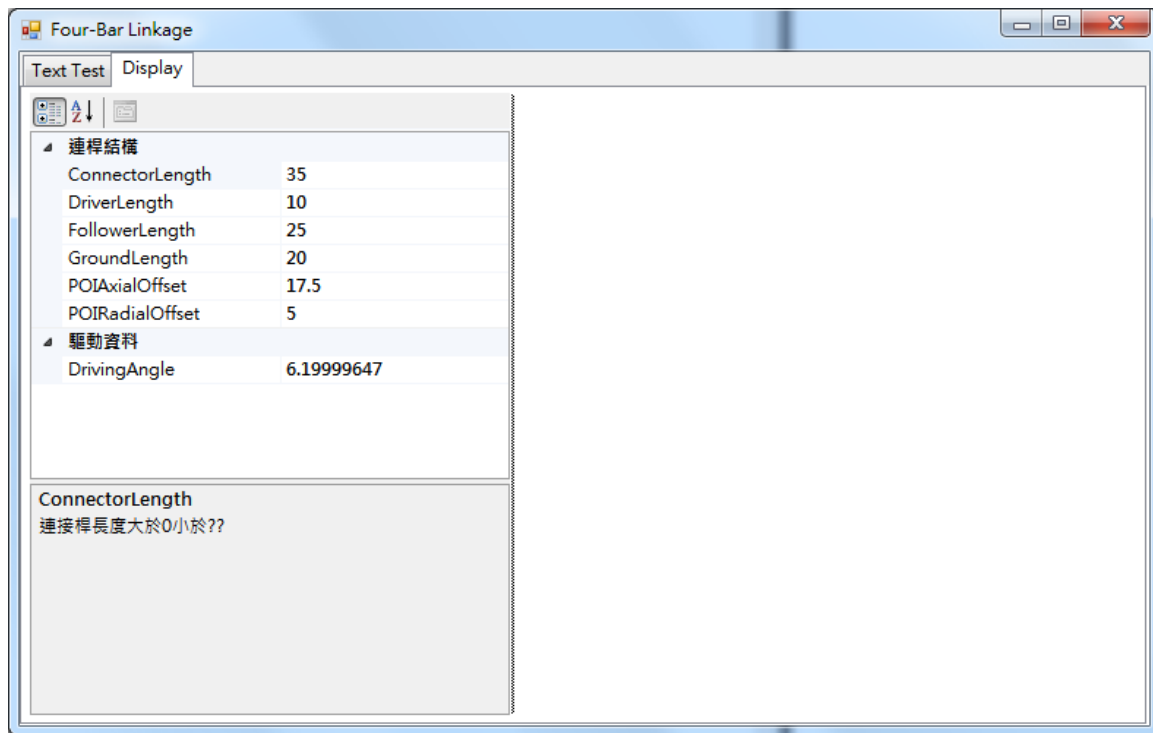 Four-Bar Linkage
Text Test Display
連桿結構
ConnectorLength 35
DriverLength 10
FollowerLength 25
GroundLength 20
POIAxialOffset 17.5
POIRadialOffset 5
驅動資料
DrivingAngle 6.19999647
ConnectorLength
連接桿長度大於0小於??